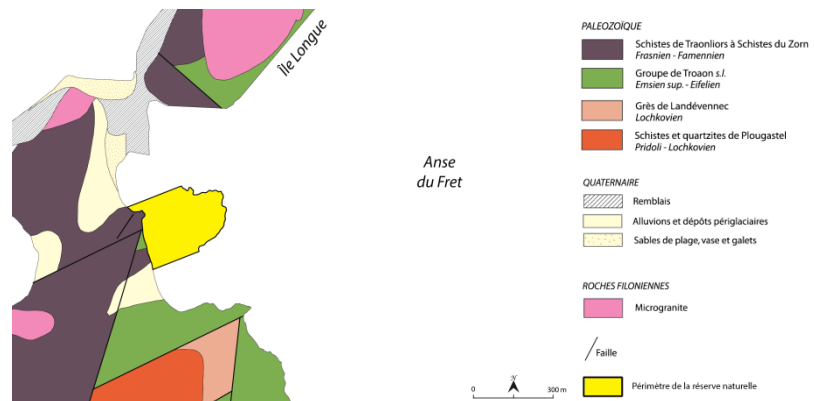 Île Longue
Anse
du Fret
0
N
300 m
PALEOZOÏQUE
Schistes de Traonliors à Schistes du Zorn
Frasnien - Famennien
Groupe de Troaon s.l.
Emsien sup. - Eifelien
Grès de Landévennec
Lochkovien
Schistes et quartzites de Plougastel
Pridoli - Lochkovien
QUATERNAIRE
Remblais
Alluvions et dépôts périglaciaires
Sables de plage, vase et galets
ROCHES FILONIENNES
Microgranite
Faille
Périmètre de la réserve naturelle